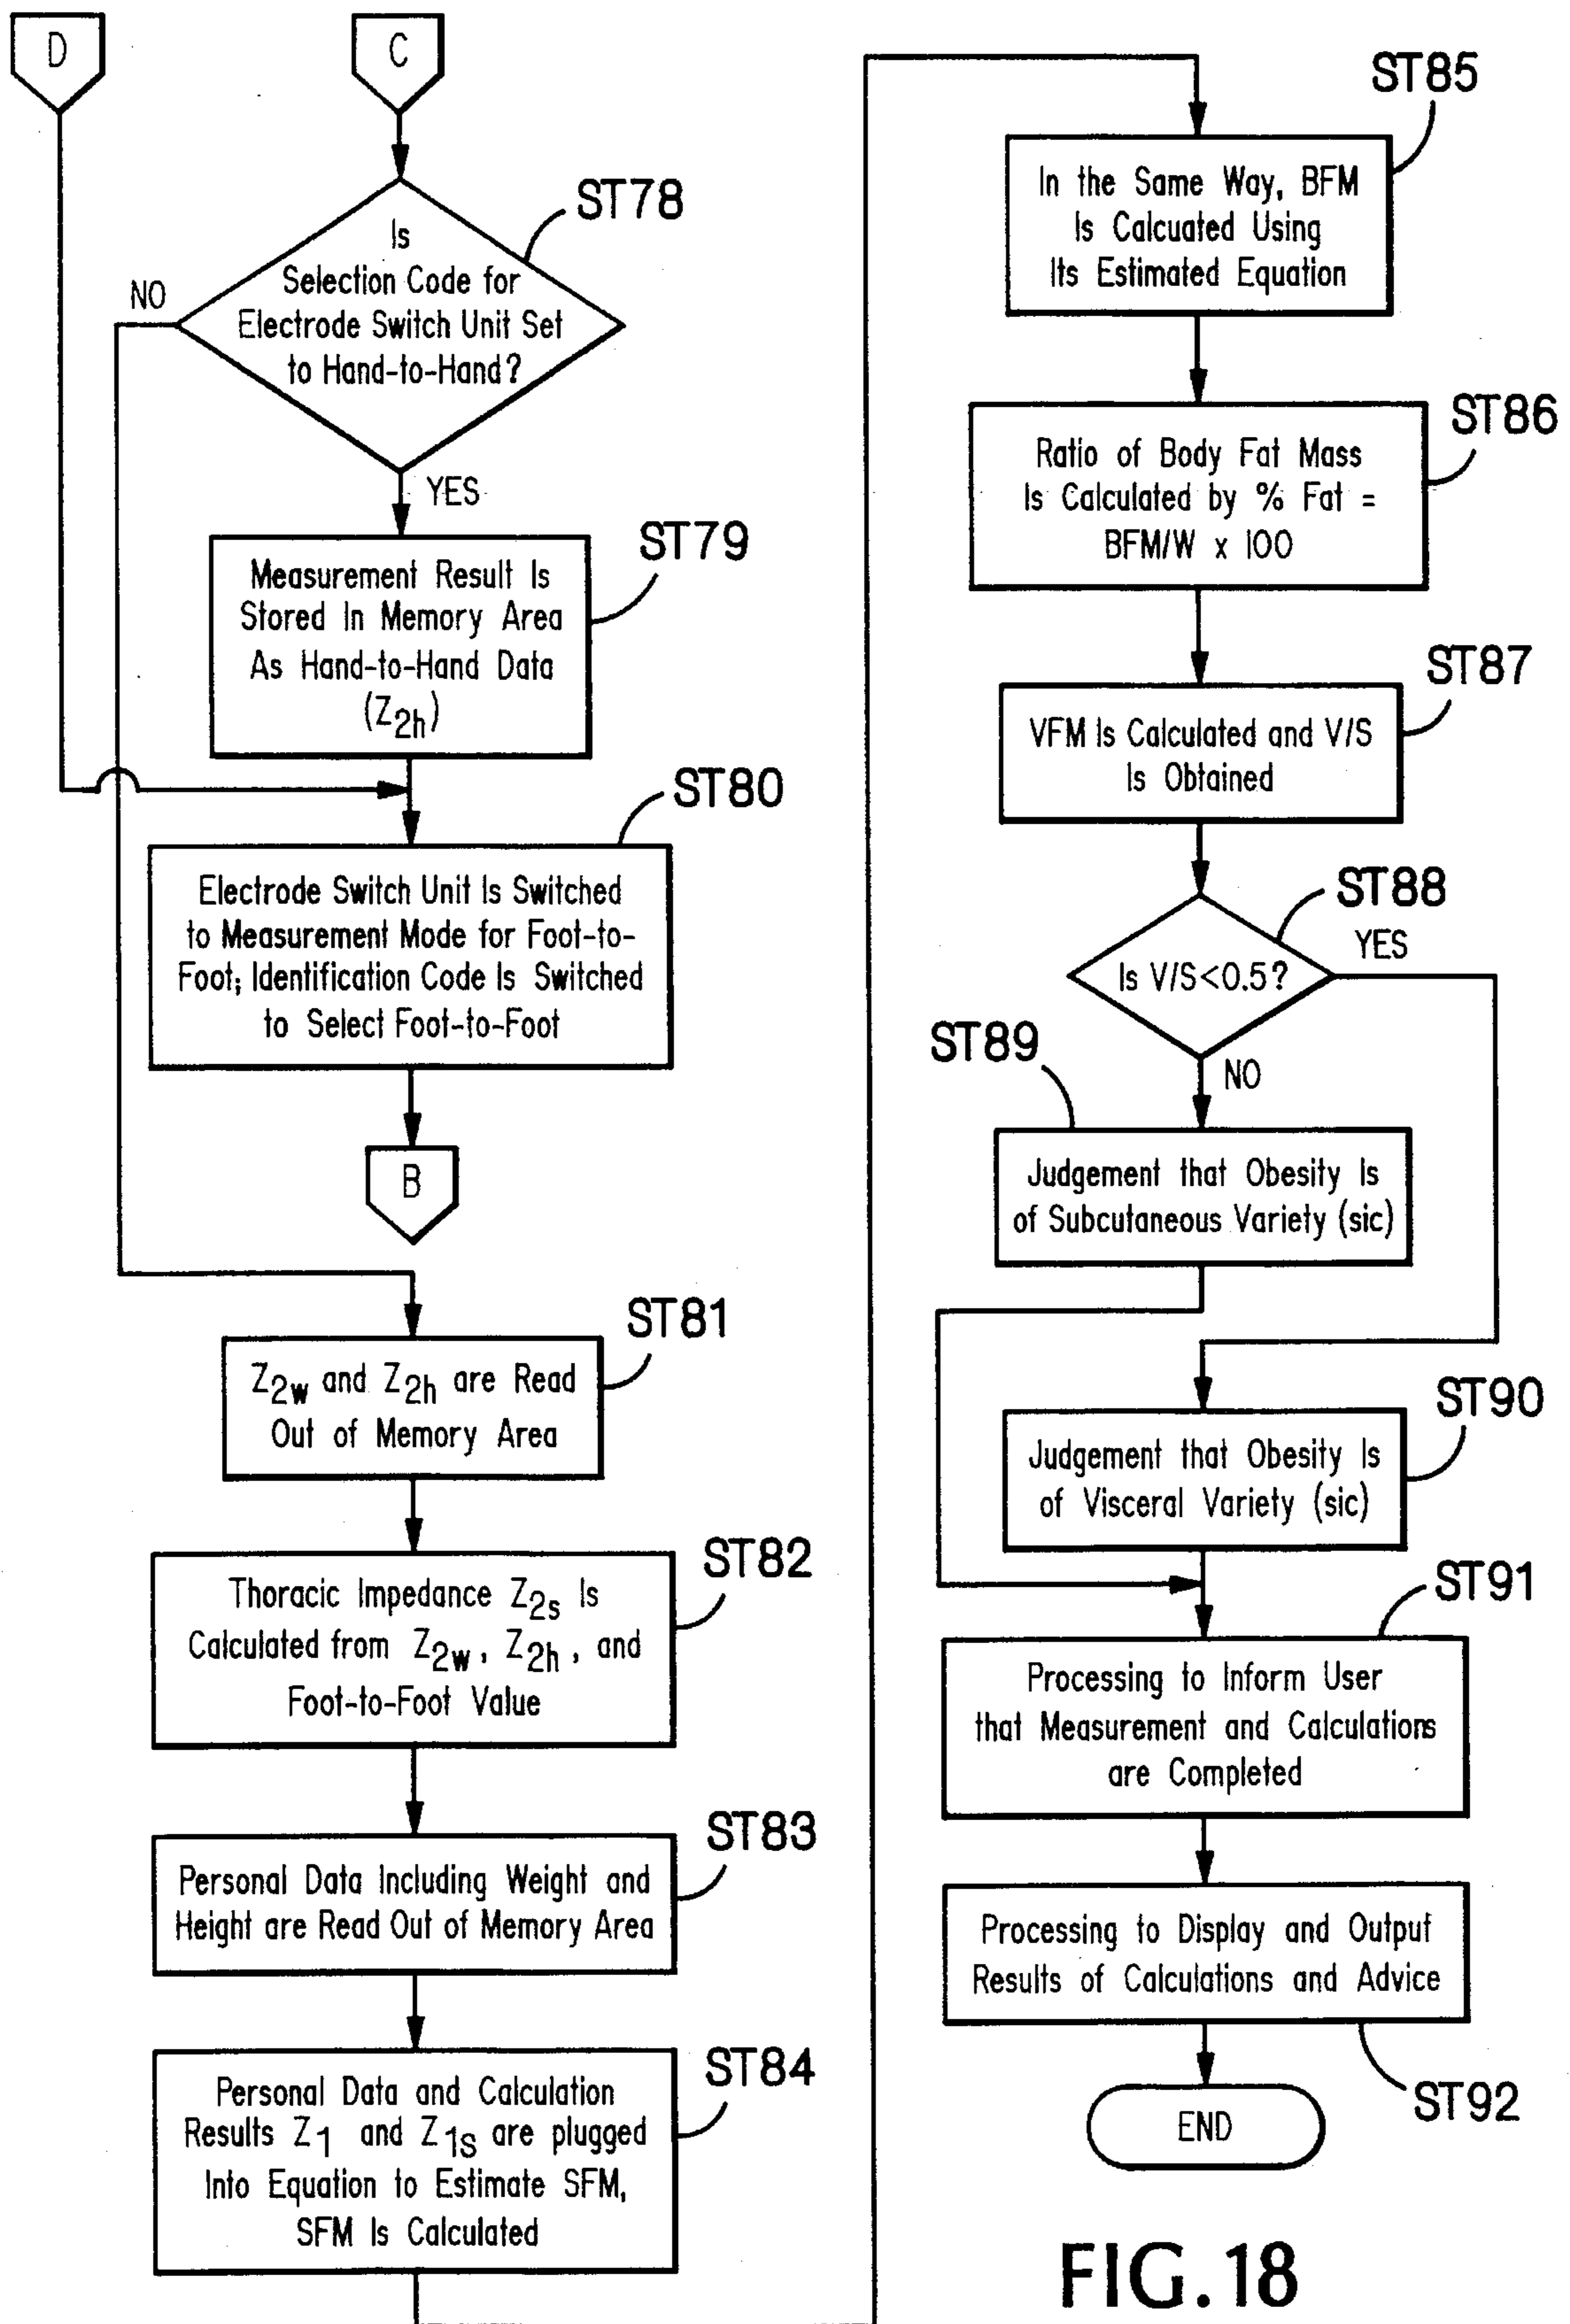 D
C
ST78
Is
Selection Code for
Electrode Switch Unit Set
to Hand-to-Hand?
NO
YES
ST79
Measurement Result Is
Stored In Memory Area
As Hand-to-Hand Data
(Z2h)
ST80
Electrode Switch Unit Is Switched
to Measurement Mode for Foot-to-
Foot; Identification Code Is Switched
to Select Foot-to-Foot
B
ST81
Z2w and Z2h are Read
Out of Memory Area
ST82
Thoracic Impedance Z2s Is
Calculated from Z2w, Z2h, and
Foot-to-Foot Value
ST83
Personal Data Including Weight and
Height are Read Out of Memory Area
ST84
Personal Data and Calculation
Results Z1 and Z1S are plugged
Into Equation to Estimate SFM,
SFM Is Calculated
ST85
In the Same Way, BFM
Is Calcuated Using
Its Estimated Equation
ST86
Ratio of Body Fat Mass
Is Calculated by % Fat =
BFM/W x 100
ST87
VFM Is Calculated and V/S
Is Obtained
ST88
Is V/S<0.5?
YES
NO
ST89
Judgement that Obesity Is
of Subcutaneous Variety (sic)
ST90
Judgement that Obesity Is
of Visceral Variety (sic)
ST91
Processing to Inform User
that Measurement and Calculations
are Completed
Processing to Display and Output
Results of Calculations and Advice
ST92
END
FIG.18